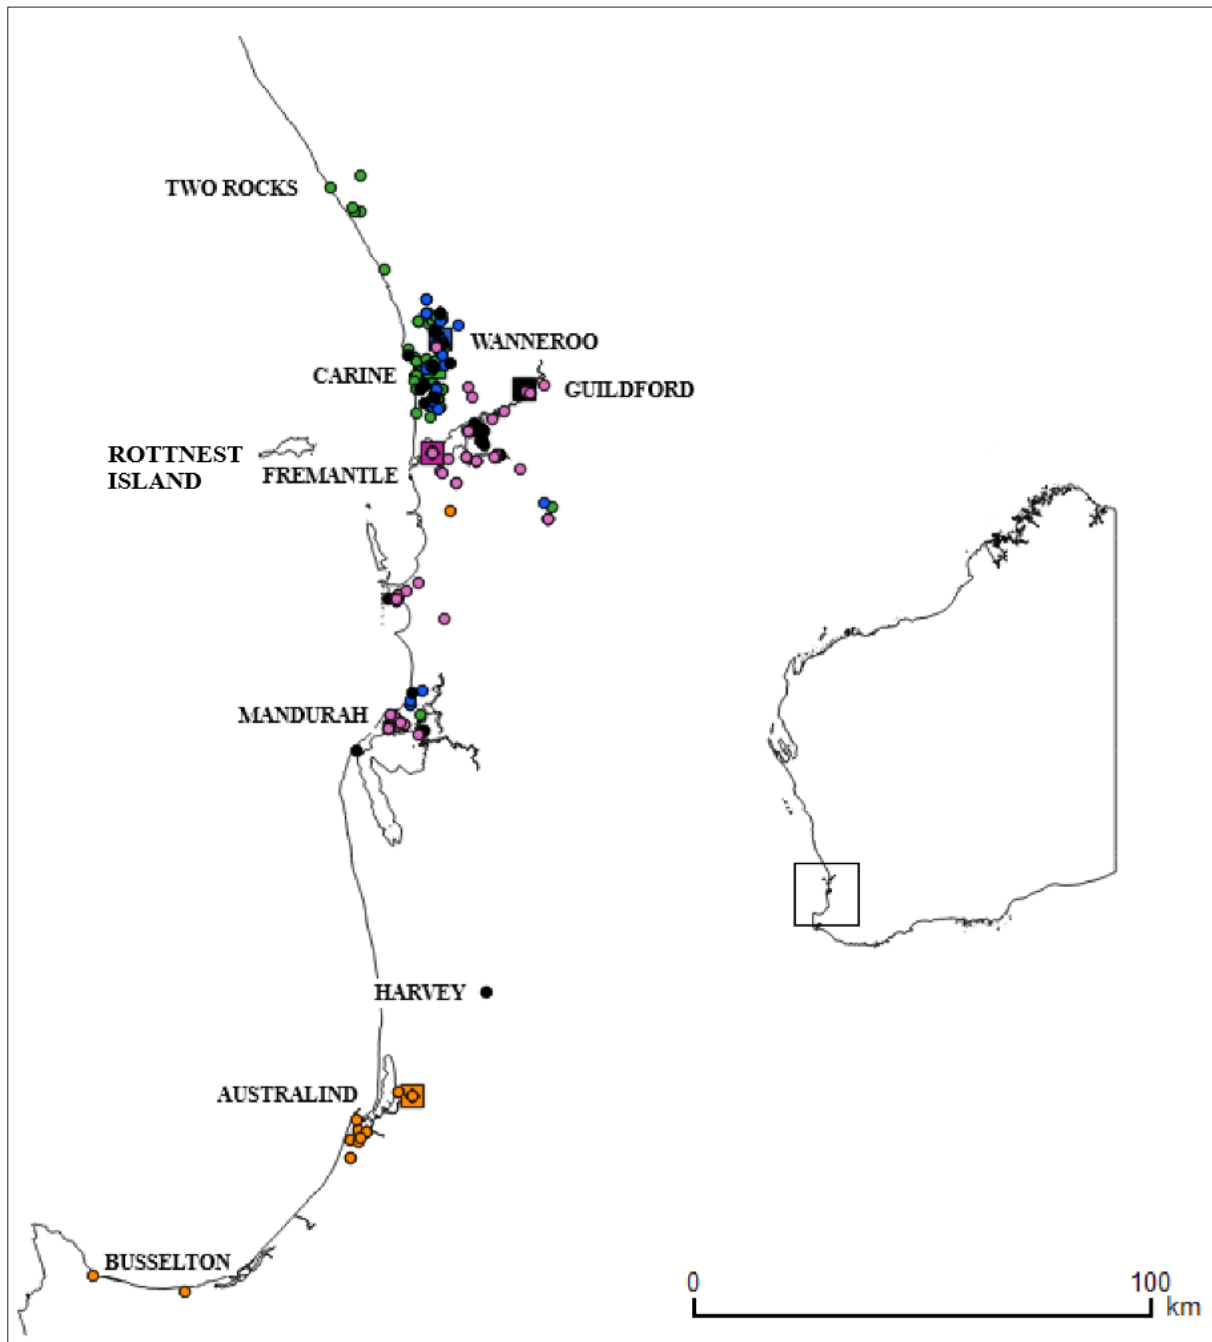 TWO ROCKS
WANNEROO
CARINE
GUILDFORD
ROTTNEST
ISLAND
FREMANTLE
MANDURAH
HARVEY
AUSTRALIND
BUSSELTON
0 100
km